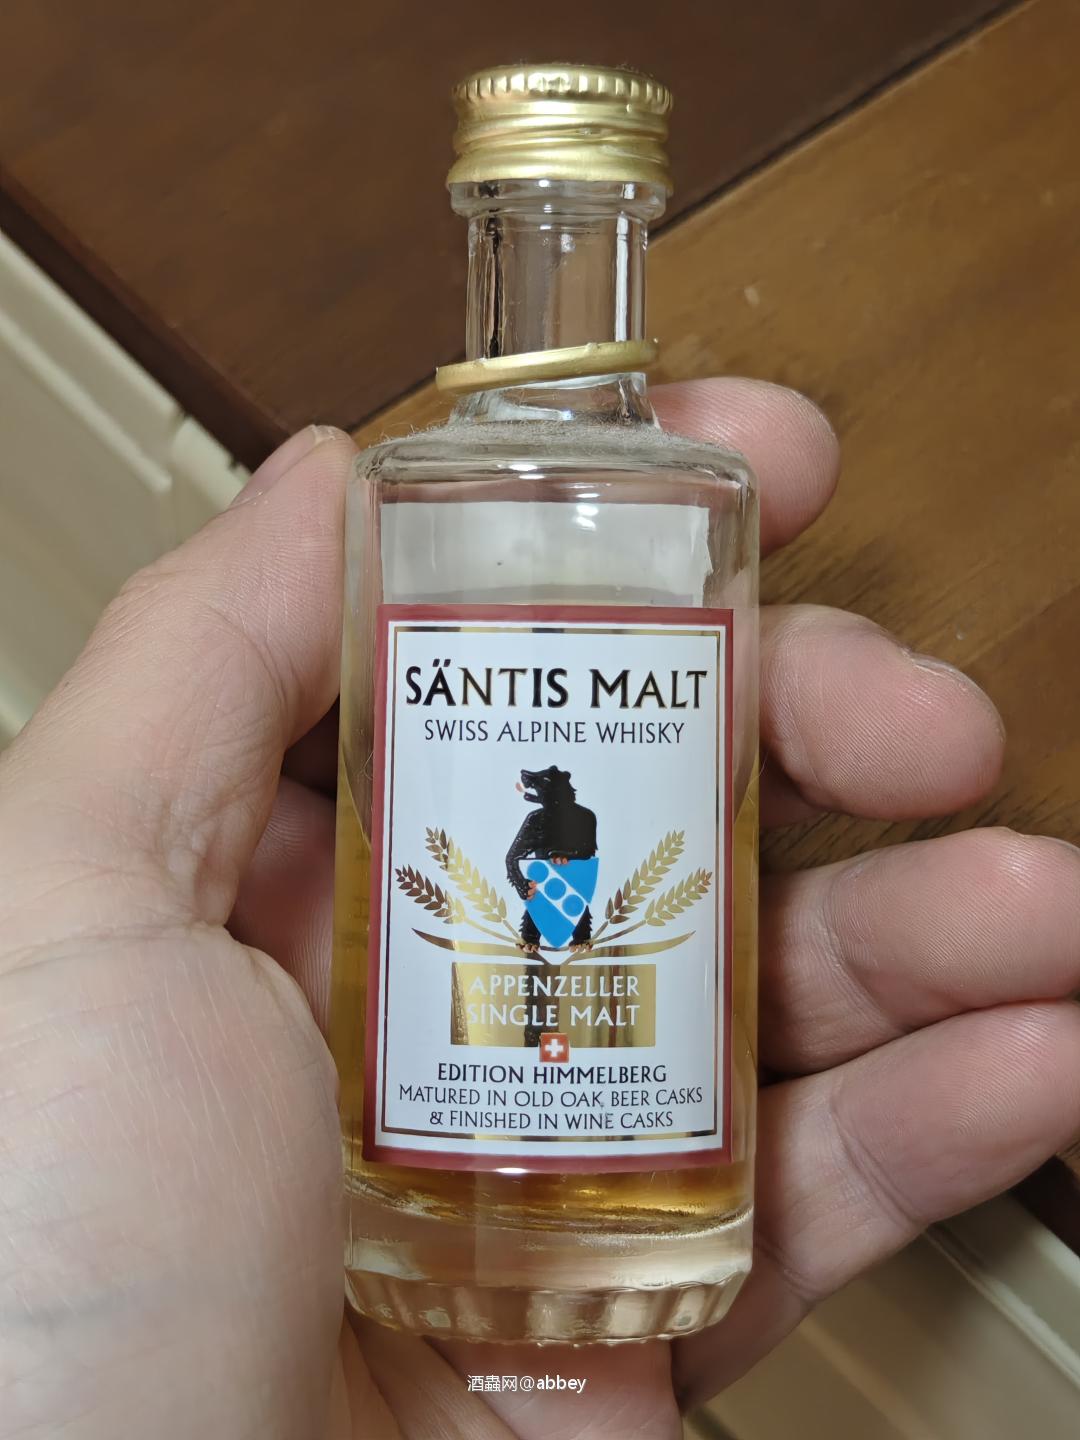 SÄNTIS MALT
SWISS ALPINE WHISKY
APPENZELLER
SINGLE MALT
EDITION HIMMELBERG
MATURED IN OLD OAK BEER CASKS
& FINISHED IN WINE CASKS
酒蟲网@abbey